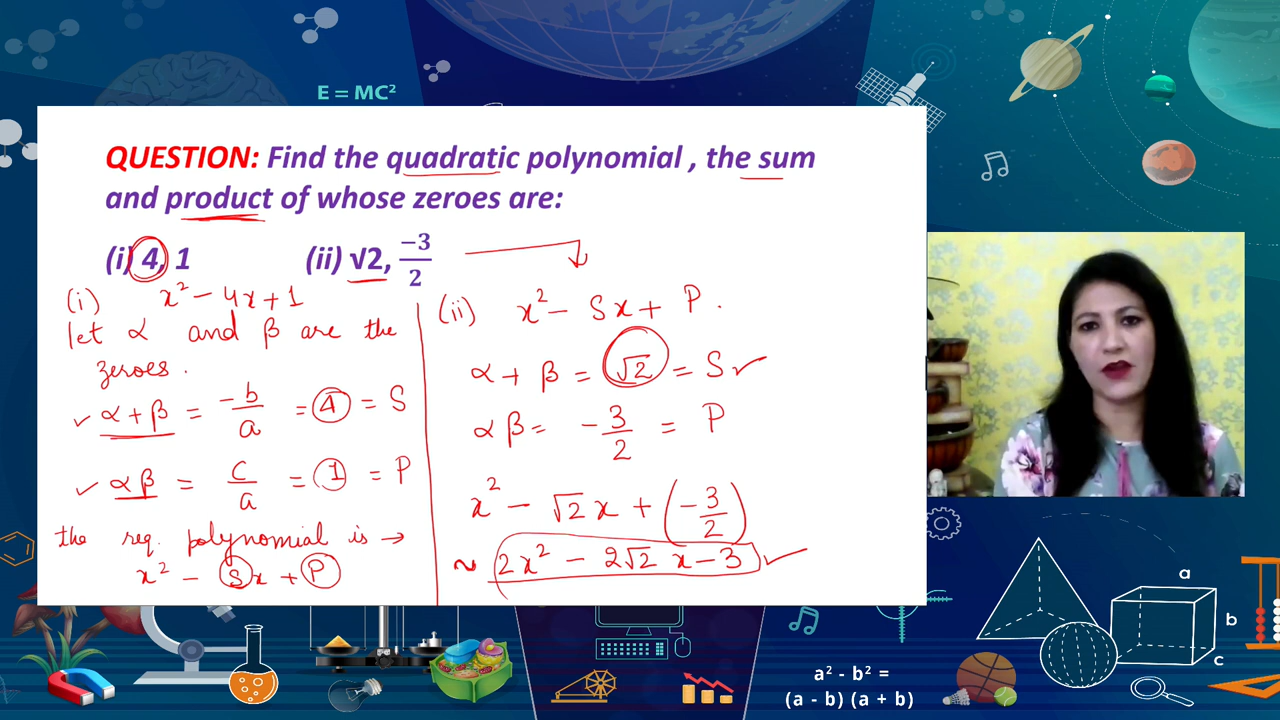 E = MC²
QUESTION: Find the quadratic polynomial , the sum
and product of whose zeroes are:
(i) 4, 1 (ii) √2, -3/2
(i) x² - 4x + 1
let α and β are the
zeroes.
α + β = -b/a = 4 = S
αβ = c/a = 1 = P
the req. polynomial is →
x² - Sx + P
(ii) x² - Sx + P.
α + β = √2 = S
αβ = -3/2 = P
x² - √2 x + (-3/2)
~ 2x² - 2√2 x - 3
a
b
c
a² - b² =
(a - b) (a + b)